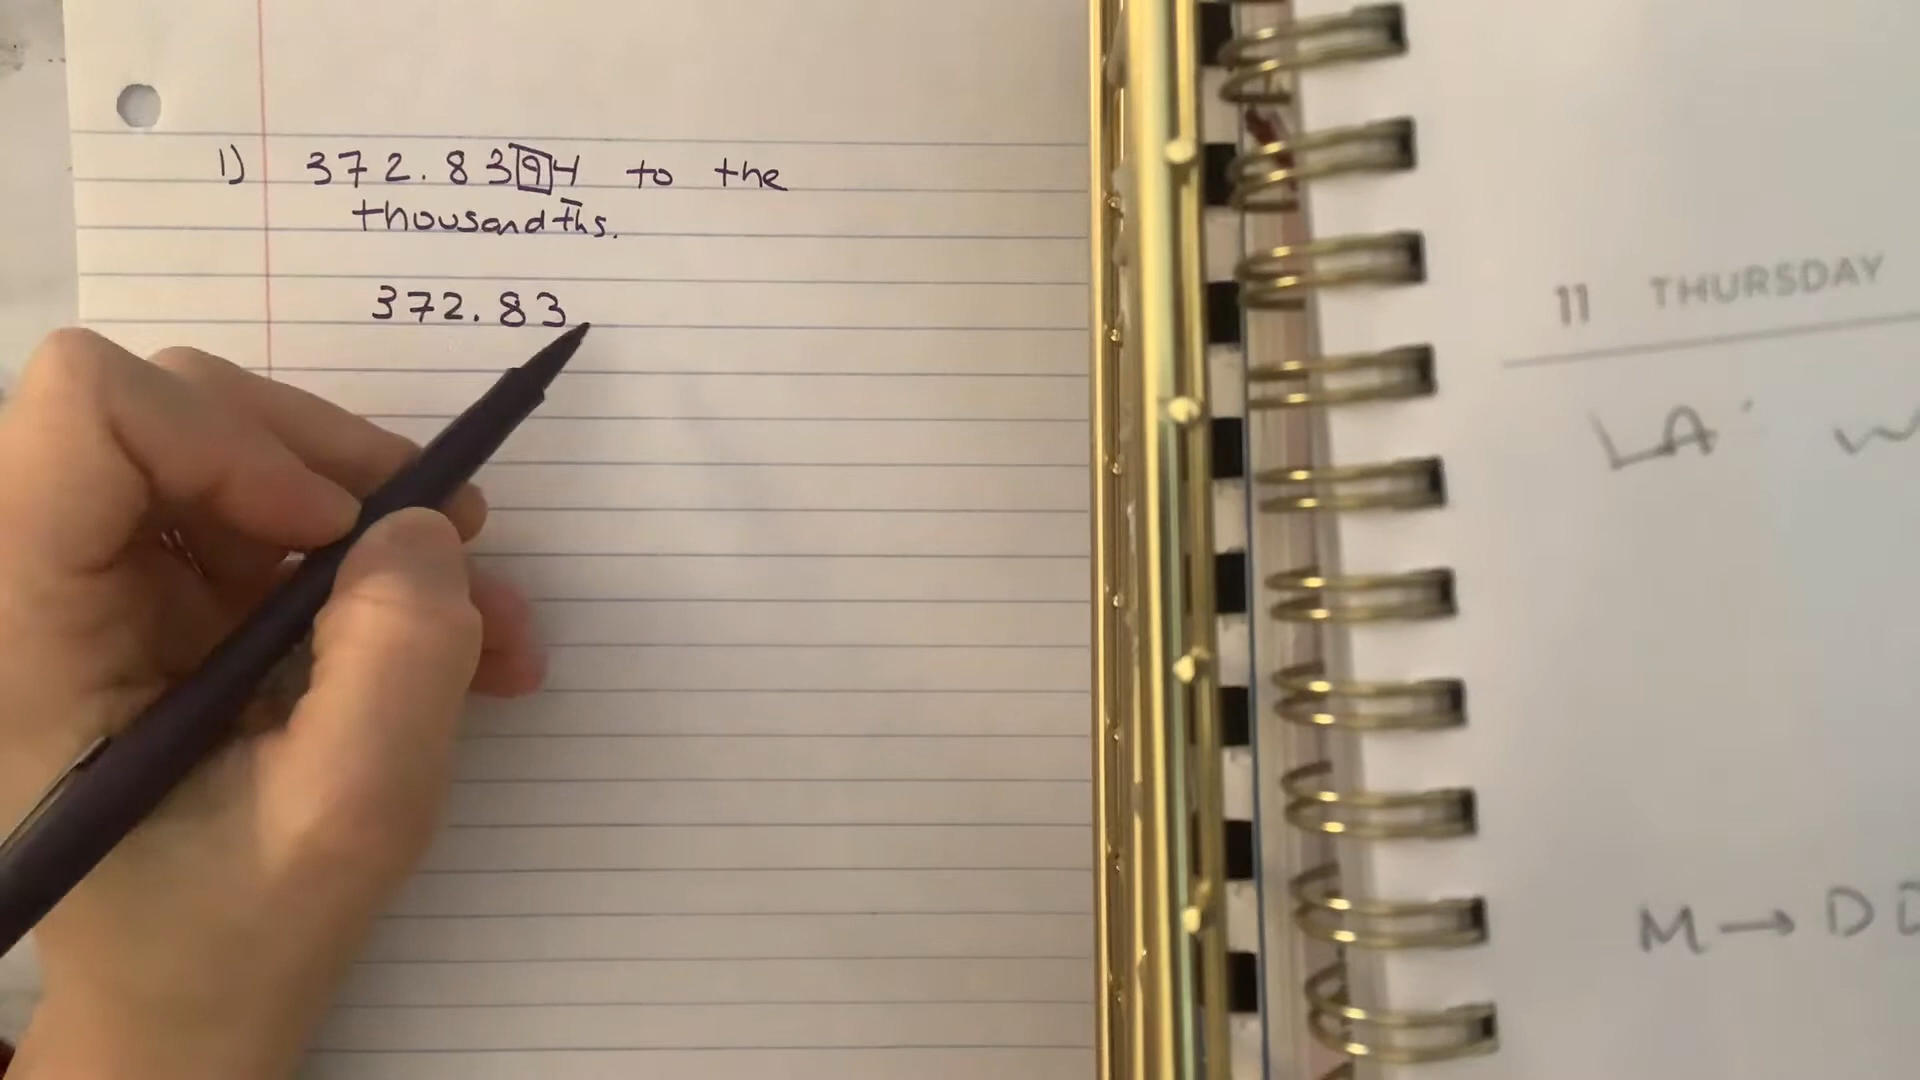 1) 372.8394 to the
thousandths.
372.83
11 THURSDAY
LA: W
M → D D